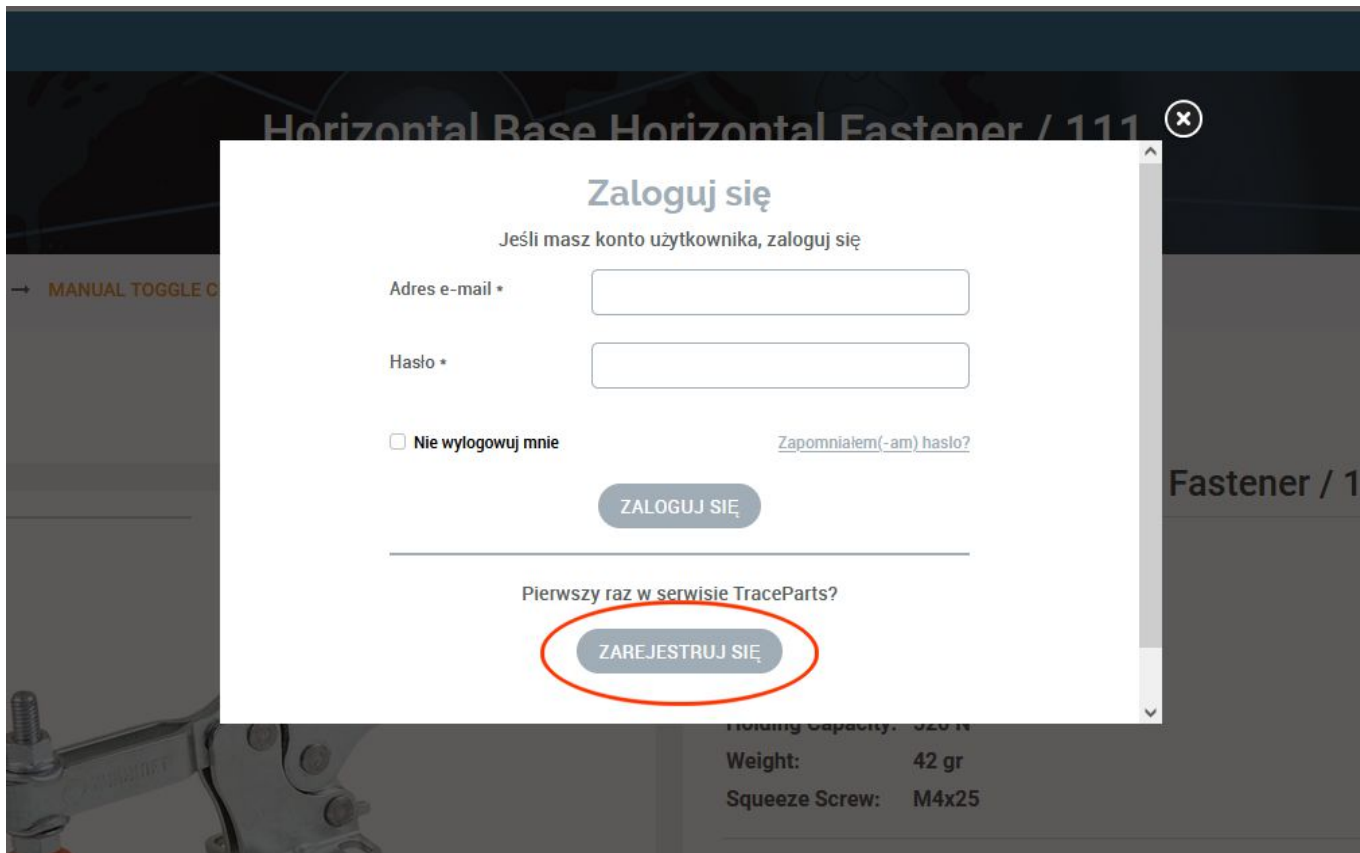 Horizontal Base Horizontal Fastener / 111
Zaloguj się
Jeśli masz konto użytkownika, zaloguj się
→ MANUAL TOGGLE C
Adres e-mail *
Hasło *
Nie wylogowuj mnie
Zapomniałem(-am) hasło?
Fastener / 1
ZALOGUJ SIĘ
Pierwszy raz w serwisie TraceParts?
ZAREJESTRUJ SIĘ
Holding Capacity: 320 N
Weight: 42 gr
Squeeze Screw: M4x25